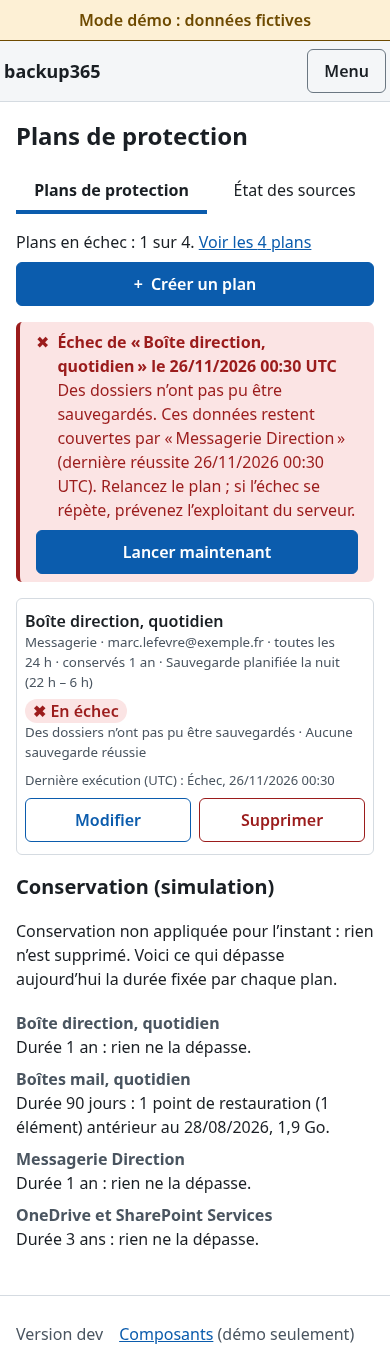 Mode démo : données fictives
backup365
Menu
Plans de protection
Plans de protection
État des sources
Plans en échec : 1 sur 4. Voir les 4 plans
+ Créer un plan
✖ Échec de « Boîte direction,
quotidien » le 26/11/2026 00:30 UTC
Des dossiers n’ont pas pu être
sauvegardés. Ces données restent
couvertes par « Messagerie Direction »
(dernière réussite 26/11/2026 00:30
UTC). Relancez le plan ; si l’échec se
répète, prévenez l’exploitant du serveur.
Lancer maintenant
Boîte direction, quotidien
Messagerie · marc.lefevre@exemple.fr · toutes les
24 h · conservés 1 an · Sauvegarde planifiée la nuit
(22 h – 6 h)
✖ En échec
Des dossiers n’ont pas pu être sauvegardés · Aucune
sauvegarde réussie
Dernière exécution (UTC) : Échec, 26/11/2026 00:30
Modifier
Supprimer
Conservation (simulation)
Conservation non appliquée pour l’instant : rien
n’est supprimé. Voici ce qui dépasse
aujourd’hui la durée fixée par chaque plan.
Boîte direction, quotidien
Durée 1 an : rien ne la dépasse.
Boîtes mail, quotidien
Durée 90 jours : 1 point de restauration (1
élément) antérieur au 28/08/2026, 1,9 Go.
Messagerie Direction
Durée 1 an : rien ne la dépasse.
OneDrive et SharePoint Services
Durée 3 ans : rien ne la dépasse.
Version dev Composants (démo seulement)